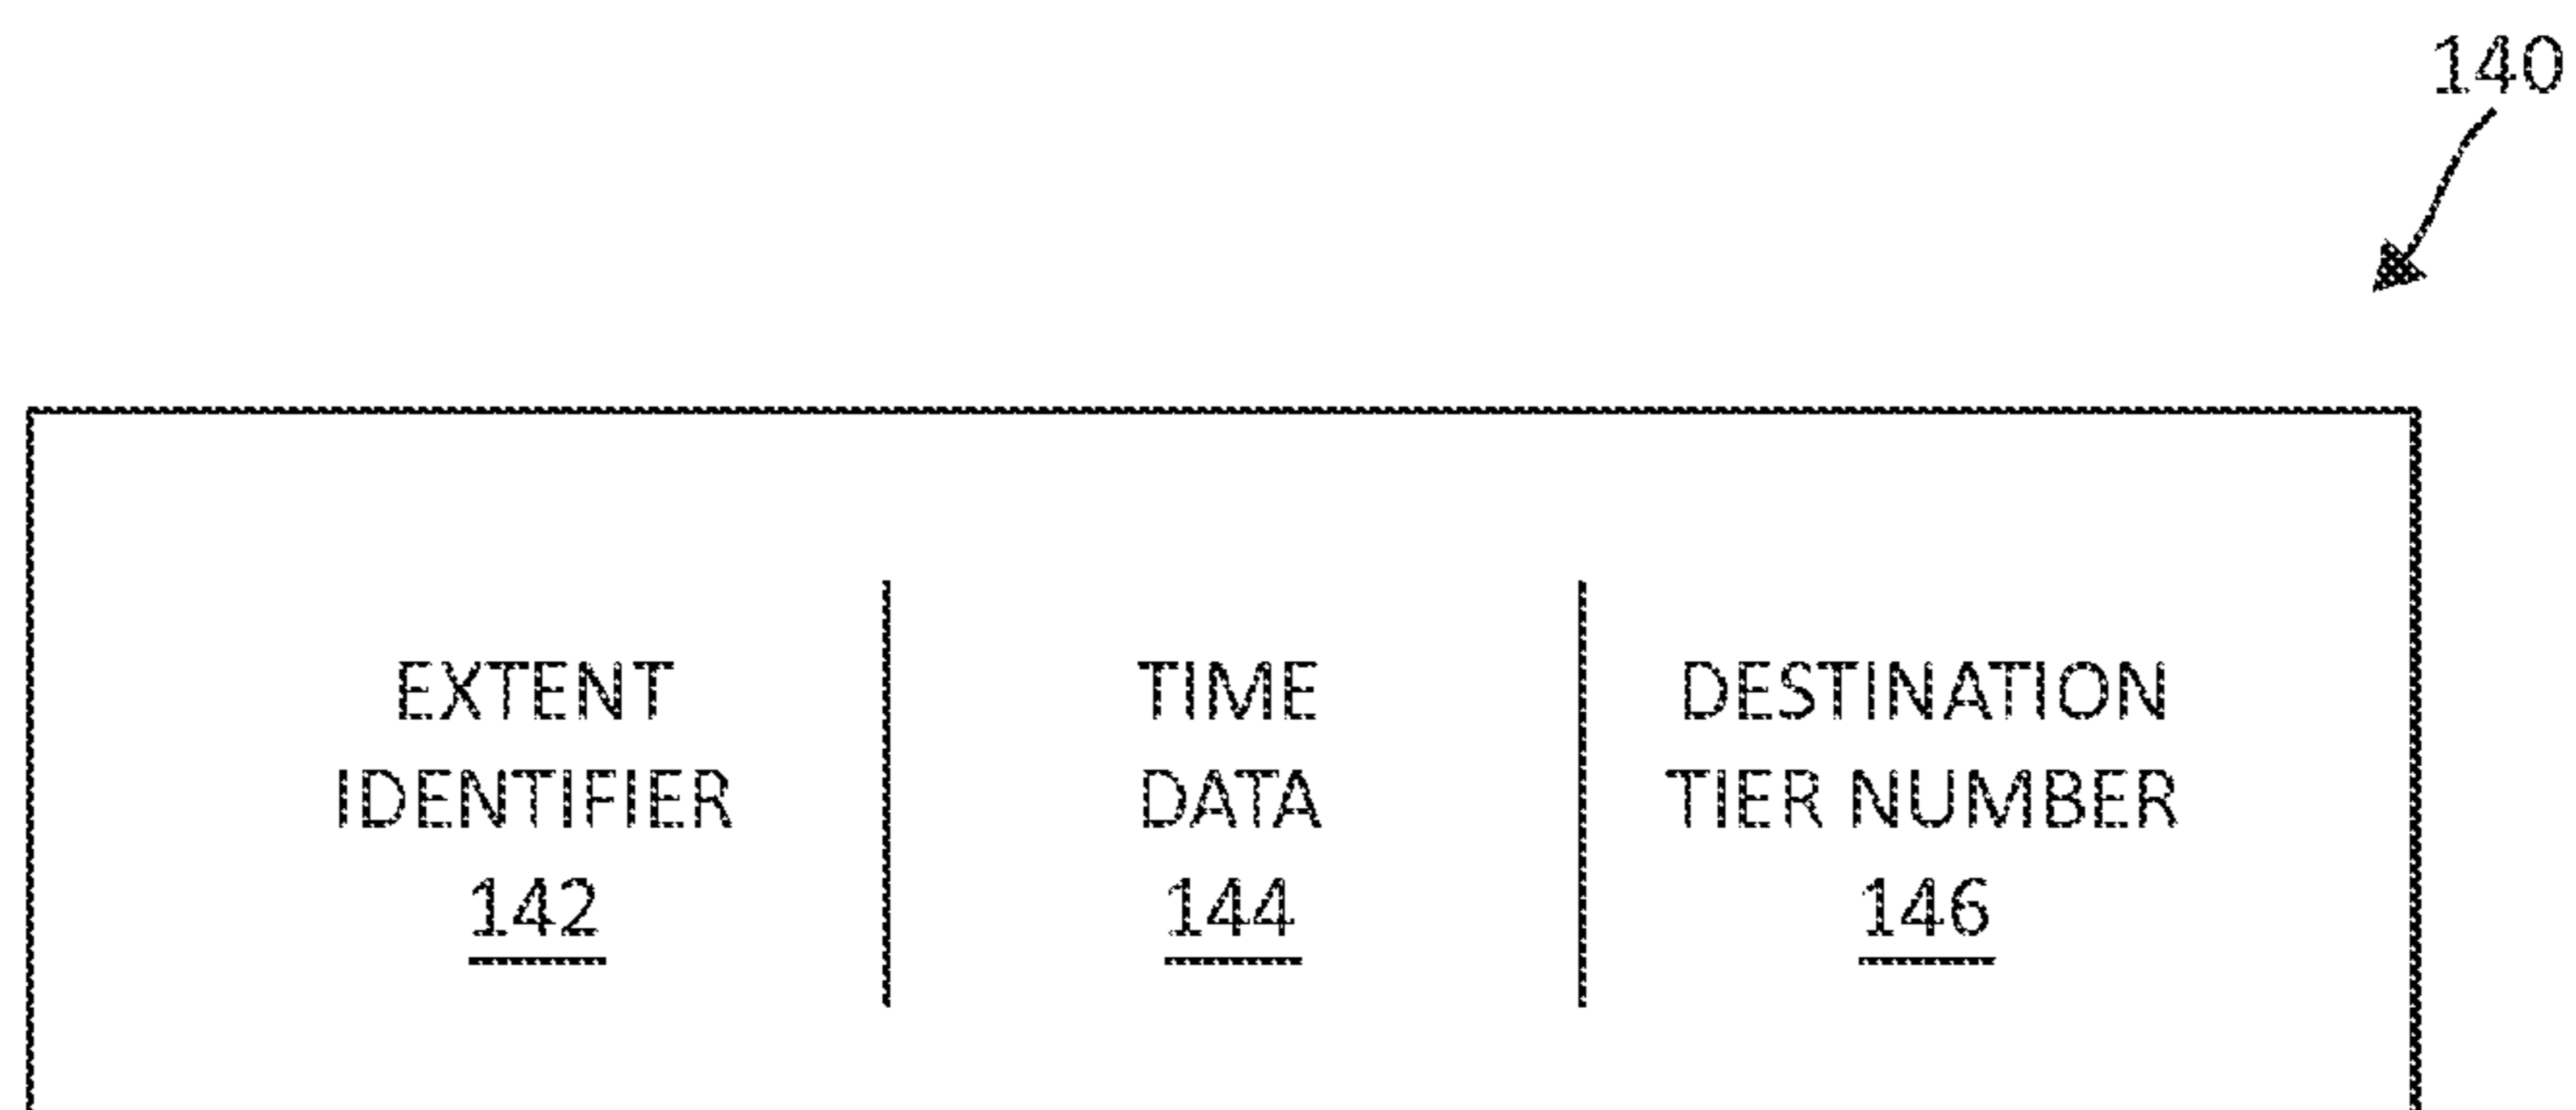 140
EXTENT
IDENTIFIER
142
TIME
DATA
144
DESTINATION
TIER NUMBER
146